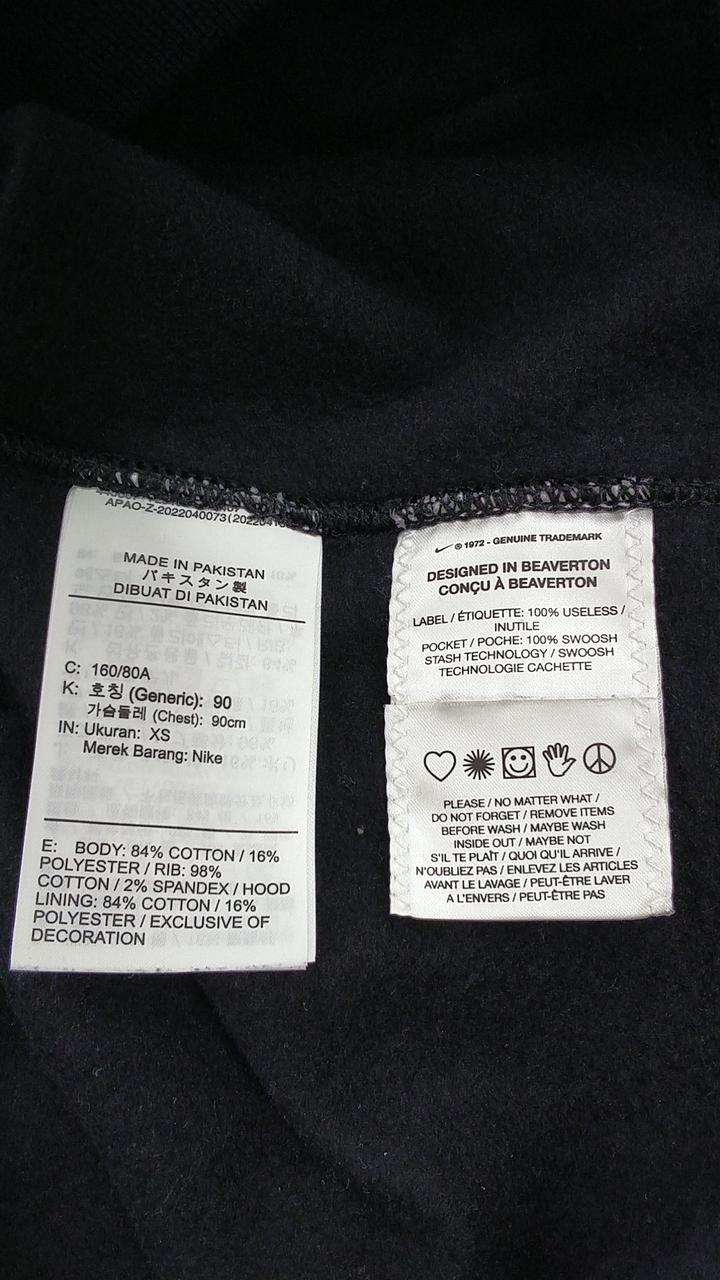 APAO-Z-2022040073(202204
MADE IN PAKISTAN
パキスタン製
DIBUAT DI PAKISTAN
C: 160/80A
K: 호칭 (Generic): 90
가슴둘레 (Chest): 90cm
IN: Ukuran: XS
Merek Barang: Nike
E: BODY: 84% COTTON / 16%
POLYESTER / RIB: 98%
COTTON / 2% SPANDEX / HOOD
LINING: 84% COTTON / 16%
POLYESTER / EXCLUSIVE OF
DECORATION
® 1972 - GENUINE TRADEMARK
DESIGNED IN BEAVERTON
CONÇU À BEAVERTON
LABEL / ÉTIQUETTE: 100% USELESS /
INUTILE
POCKET / POCHE: 100% SWOOSH
STASH TECHNOLOGY / SWOOSH
TECHNOLOGIE CACHETTE
PLEASE / NO MATTER WHAT /
DO NOT FORGET / REMOVE ITEMS
BEFORE WASH / MAYBE WASH
INSIDE OUT / MAYBE NOT
S'IL TE PLAÎT / QUOI QU'IL ARRIVE /
N'OUBLIEZ PAS / ENLEVEZ LES ARTICLES
AVANT LE LAVAGE / PEUT-ÊTRE LAVER
A L'ENVERS / PEUT-ÊTRE PAS